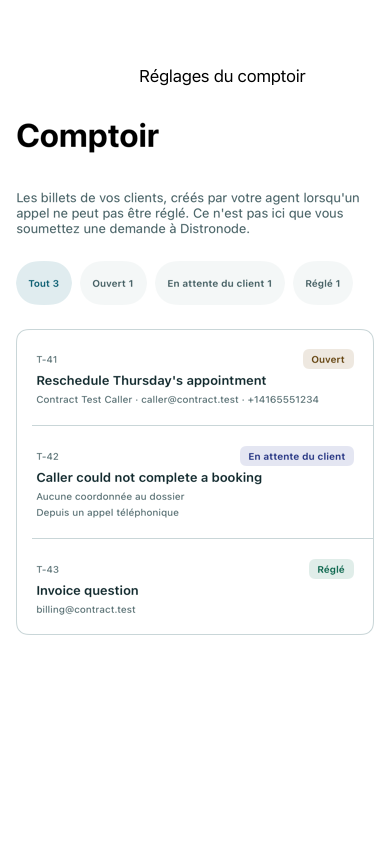 Réglages du comptoir
Comptoir
Les billets de vos clients, créés par votre agent lorsqu'un
appel ne peut pas être réglé. Ce n'est pas ici que vous
soumettez une demande à Distronode.
Tout 3
Ouvert 1
En attente du client 1
Réglé 1
T-41
Ouvert
Reschedule Thursday's appointment
Contract Test Caller · caller@contract.test · +14165551234
T-42
En attente du client
Caller could not complete a booking
Aucune coordonnée au dossier
Depuis un appel téléphonique
T-43
Réglé
Invoice question
billing@contract.test